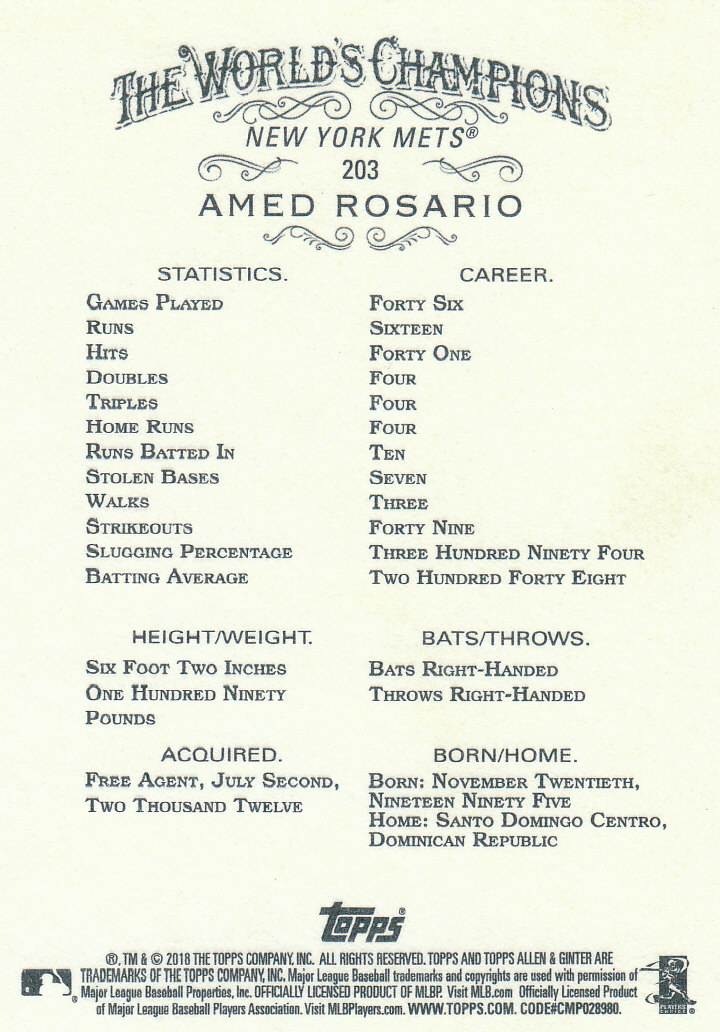 THE WORLD'S CHAMPIONS
NEW YORK METS®
203
AMED ROSARIO
STATISTICS. CAREER.
GAMES PLAYED FORTY SIX
RUNS SIXTEEN
HITS FORTY ONE
DOUBLES FOUR
TRIPLES FOUR
HOME RUNS FOUR
RUNS BATTED IN TEN
STOLEN BASES SEVEN
WALKS THREE
STRIKEOUTS FORTY NINE
SLUGGING PERCENTAGE THREE HUNDRED NINETY FOUR
BATTING AVERAGE TWO HUNDRED FORTY EIGHT
HEIGHT/WEIGHT.
SIX FOOT TWO INCHES
ONE HUNDRED NINETY
POUNDS
BATS/THROWS.
BATS RIGHT-HANDED
THROWS RIGHT-HANDED
ACQUIRED.
FREE AGENT, JULY SECOND,
TWO THOUSAND TWELVE
BORN/HOME.
BORN: NOVEMBER TWENTIETH,
NINETEEN NINETY FIVE
HOME: SANTO DOMINGO CENTRO,
DOMINICAN REPUBLIC
topps®
®, TM & © 2018 THE TOPPS COMPANY, INC. ALL RIGHTS RESERVED. TOPPS AND TOPPS ALLEN & GINTER ARE
TRADEMARKS OF THE TOPPS COMPANY, INC. Major League Baseball trademarks and copyrights are used with permission of
Major League Baseball Properties, Inc. OFFICIALLY LICENSED PRODUCT OF MLBP. Visit MLB.com Officially Licensed Product
of Major League Baseball Players Association. Visit MLBPlayers.com. WWW.TOPPS.COM. CODE#CMP028980.
PLAYERS